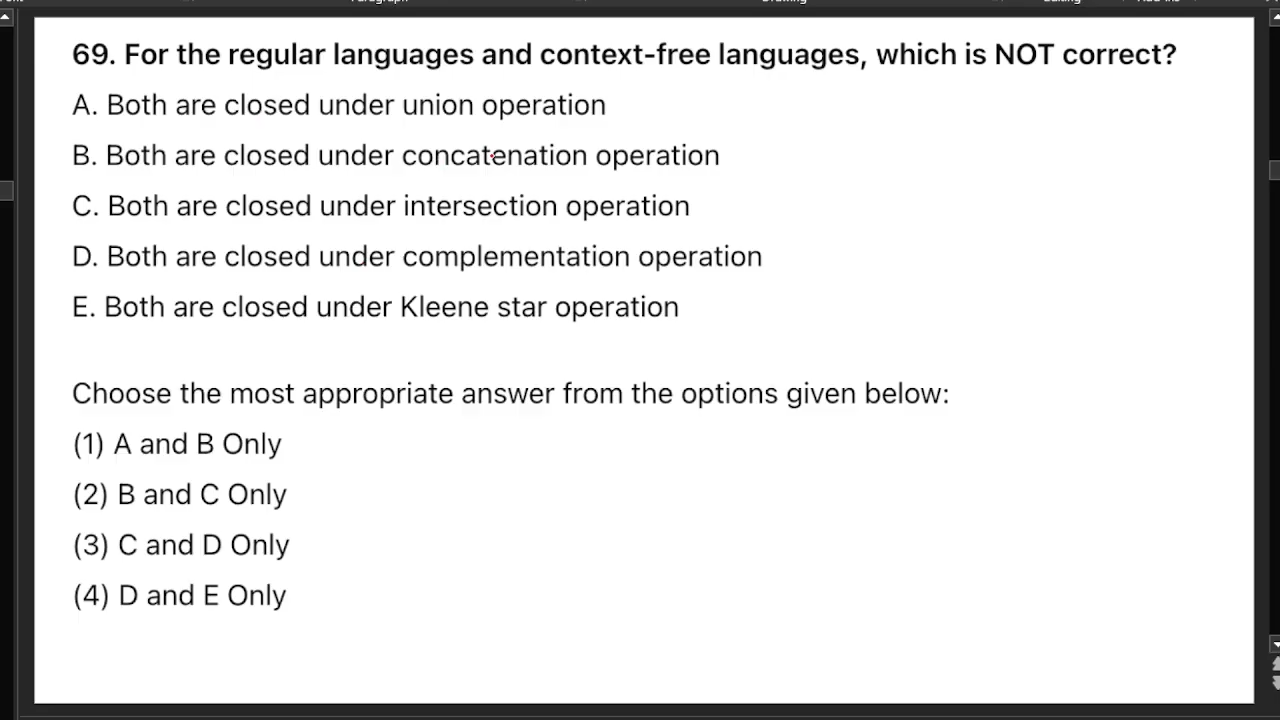 69. For the regular languages and context-free languages, which is NOT correct?
A. Both are closed under union operation
B. Both are closed under concatenation operation
C. Both are closed under intersection operation
D. Both are closed under complementation operation
E. Both are closed under Kleene star operation
Choose the most appropriate answer from the options given below:
(1) A and B Only
(2) B and C Only
(3) C and D Only
(4) D and E Only